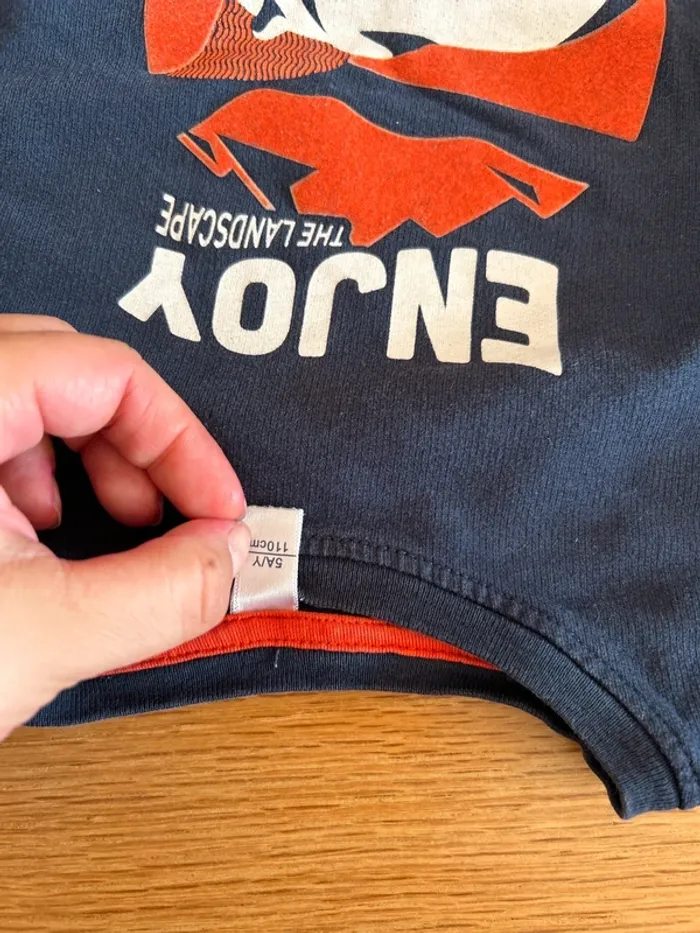 ENJOY
THE LANDSCAPE
5A/Y
110cm